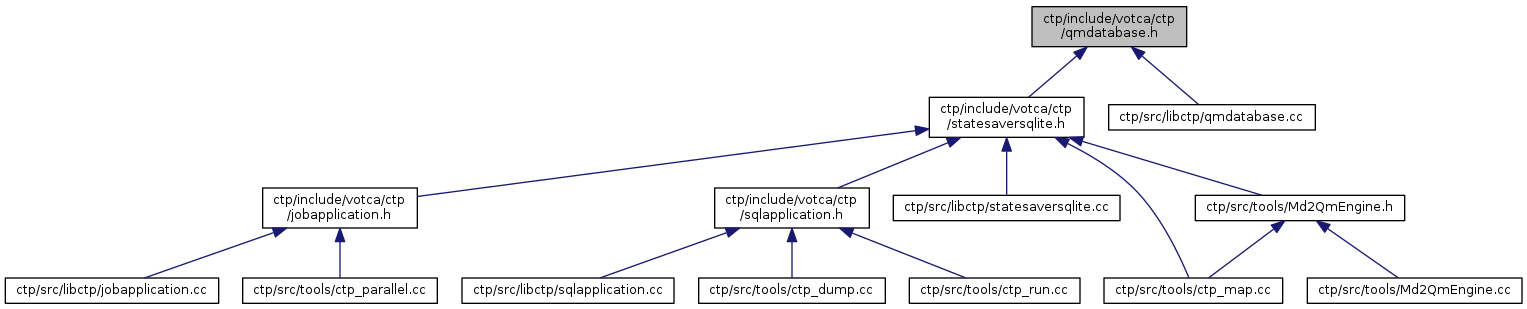 ctp/include/votca/ctp
/qmdatabase.h
ctp/include/votca/ctp
/statesaversqlite.h
ctp/src/libctp/qmdatabase.cc
ctp/include/votca/ctp
/jobapplication.h
ctp/include/votca/ctp
/sqlapplication.h
ctp/src/libctp/statesaversqlite.cc
ctp/src/tools/Md2QmEngine.h
ctp/src/libctp/jobapplication.cc
ctp/src/tools/ctp_parallel.cc
ctp/src/libctp/sqlapplication.cc
ctp/src/tools/ctp_dump.cc
ctp/src/tools/ctp_run.cc
ctp/src/tools/ctp_map.cc
ctp/src/tools/Md2QmEngine.cc